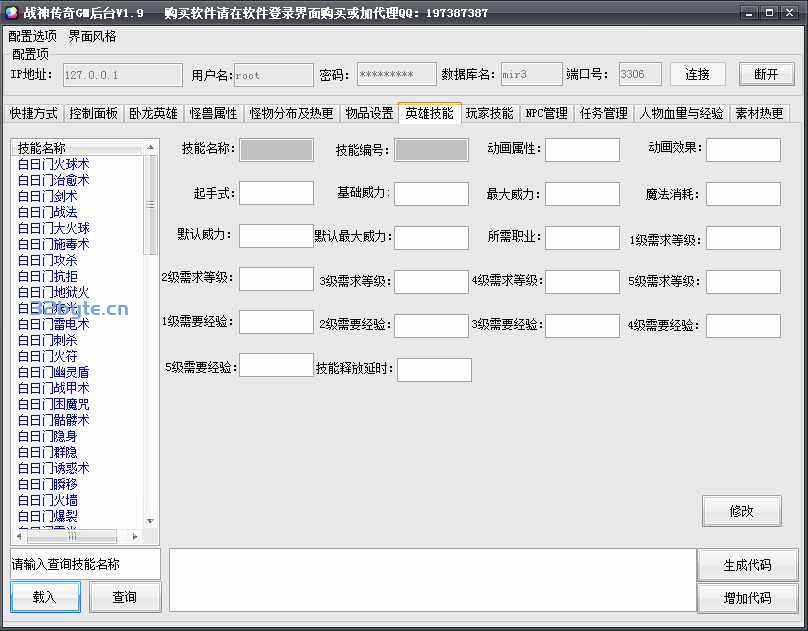 战神传奇GM后台V1.9 购买软件请在软件登录界面购买或加代理QQ: 197387387
配置选项 界面风格
配置项
IP地址: 127.0.0.1 用户名: root 密码: ********* 数据库名: mir3 端口号: 3306 连接 断开
快捷方式 控制面板 卧龙英雄 怪兽属性 怪物分布及热更 物品设置 英雄技能 玩家技能 NPC管理 任务管理 人物血量与经验 素材热更
技能名称
白日门火球术
白日门治愈术
白日门剑术
白日门战法
白日门大火球
白日门施毒术
白日门攻杀
白日门抗拒
白日门地狱火
32byte.cn
白日门雷电术
白日门刺杀
白日门火符
白日门幽灵盾
白日门战甲术
白日门困魔咒
白日门骷髅术
白日门隐身
白日门群隐
白日门诱惑术
白日门瞬移
白日门火墙
白日门爆裂
技能名称: 技能编号: 动画属性: 动画效果:
起手式: 基础威力: 最大威力: 魔法消耗:
默认威力: 默认最大威力: 所需职业: 1级需求等级:
2级需求等级: 3级需求等级: 4级需求等级: 5级需求等级:
1级需要经验: 2级需要经验: 3级需要经验: 4级需要经验:
5级需要经验: 技能释放延时:
修改
请输入查询技能名称
载入 查询
生成代码
增加代码